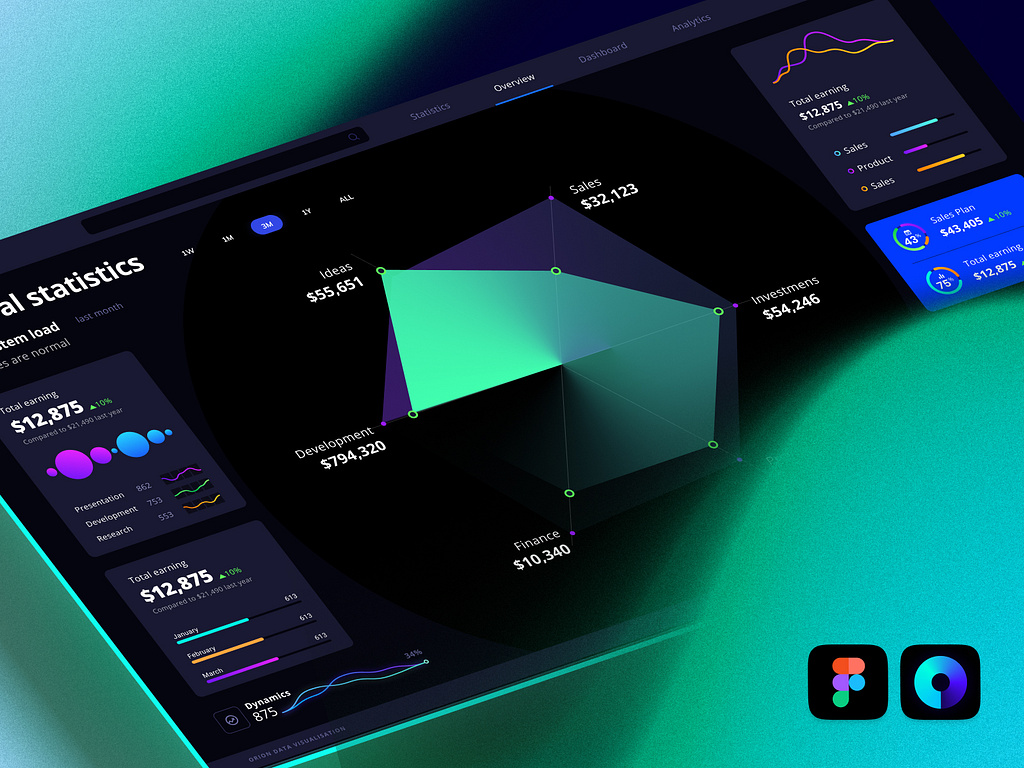 Statistics
Overview
Dashboard
Analytics
al statistics
1W
1M
3M
1Y
ALL
stem load
last month
es are normal
Total earning
$12,875 ▲10%
Compared to $21,490 last year
Presentation 862
Development 753
Research 553
Total earning
$12,875 ▲10%
Compared to $21,490 last year
January 613
February 613
March 613
Dynamics
875
34%
ORION DATA VISUALISATION
Sales
$32,123
Ideas
$55,651
Investmens
$54,246
Development
$794,320
Finance
$10,340
Total earning
$12,875 ▲10%
Compared to $21,490 last year
Sales
Product
Sales
43%
Sales Plan
$43,405 ▲10%
75%
Total earning
$12,875